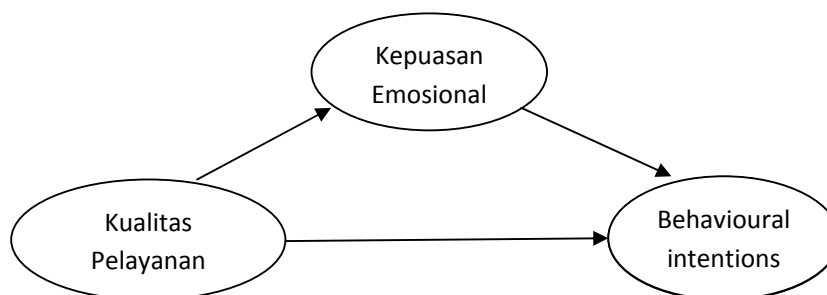 Kepuasan
Emosional
Kualitas
Pelayanan
Behavioural
intentions